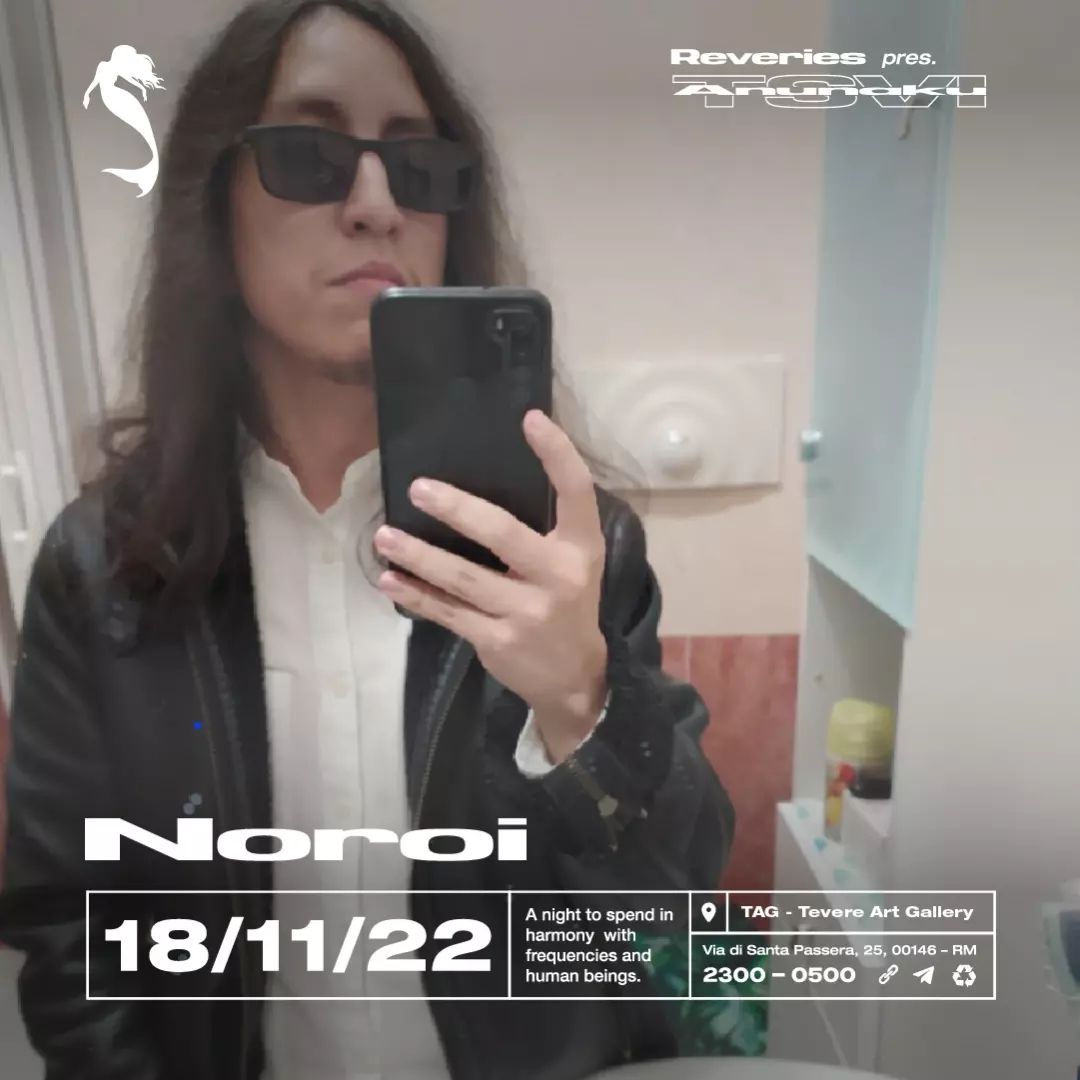 Reveries pres.
TSVI
Anunaku
Noroi
18/11/22
A night to spend in
harmony with
frequencies and
human beings.
TAG - Tevere Art Gallery
Via di Santa Passera, 25, 00146 - RM
2300 – 0500